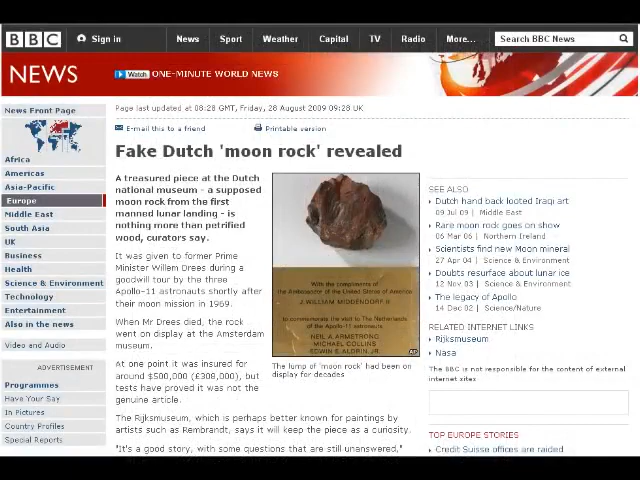 BBC Sign in News Sport Weather Capital TV Radio More... Search BBC News
NEWS Watch ONE-MINUTE WORLD NEWS
News Front Page
Africa
Americas
Asia-Pacific
Europe
Middle East
South Asia
UK
Business
Health
Science & Environment
Technology
Entertainment
Also in the news
Video and Audio
ADVERTISEMENT
Programmes
Have Your Say
In Pictures
Country Profiles
Special Reports
Page last updated at 08:28 GMT, Friday, 28 August 2009 09:28 UK
E-mail this to a friend Printable version
Fake Dutch 'moon rock' revealed
A treasured piece at the Dutch
national museum - a supposed
moon rock from the first
manned lunar landing - is
nothing more than petrified
wood, curators say.
It was given to former Prime
Minister Willem Drees during a
goodwill tour by the three
Apollo-11 astronauts shortly after
their moon mission in 1969.
When Mr Drees died, the rock
went on display at the Amsterdam
museum.
At one point it was insured for
around $500,000 (£308,000), but
tests have proved it was not the
genuine article.
The Rijksmuseum, which is perhaps better known for paintings by
artists such as Rembrandt, says it will keep the piece as a curiosity.
"It's a good story, with some questions that are still unanswered,"
With the compliments of
the Ambassador of the United States of America
J. WILLIAM MIDDENDORF II
to commemorate the visit to The Netherlands
of the Apollo-11 astronauts
NEIL A. ARMSTRONG
MICHAEL COLLINS
EDWIN E. ALDRIN, JR.
AP
The lump of 'moon rock' had been on
display for decades
SEE ALSO
Dutch hand back looted Iraqi art
09 Jul 09 | Middle East
Rare moon rock goes on show
06 Mar 06 | Northern Ireland
Scientists find new Moon mineral
27 Apr 04 | Science & Environment
Doubts resurface about lunar ice
12 Nov 03 | Science & Environment
The legacy of Apollo
14 Dec 02 | Science/Nature
RELATED INTERNET LINKS
Rijksmuseum
Nasa
The BBC is not responsible for the content of external
internet sites
TOP EUROPE STORIES
Credit Suisse offices are raided